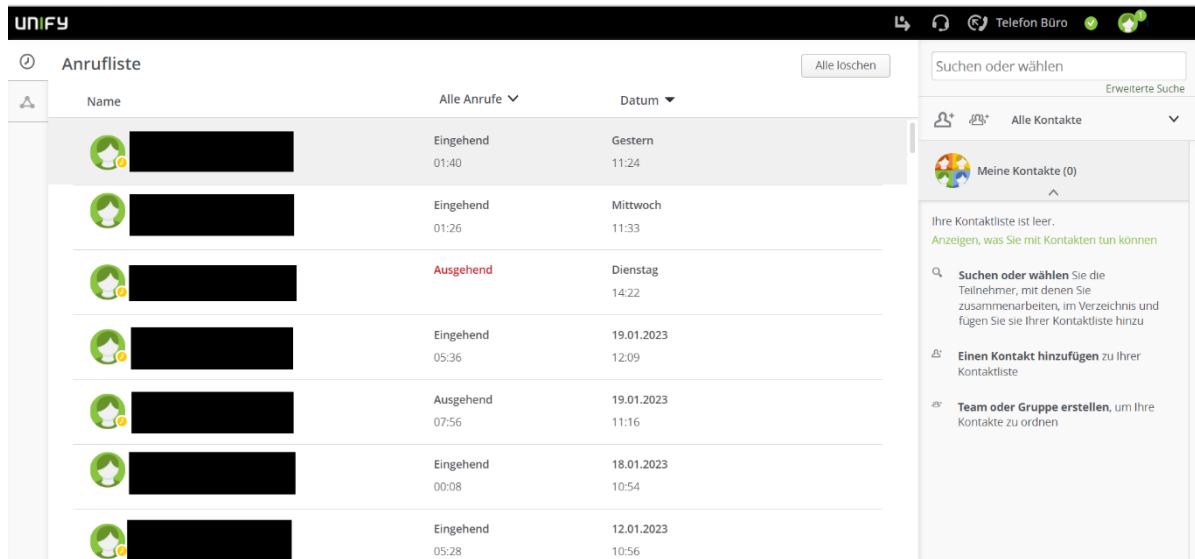 UNIFY
Telefon Büro
1
Anrufliste
Alle löschen
Name
Alle Anrufe
Datum
Eingehend
Gestern
01:40
11:24
Eingehend
Mittwoch
01:26
11:33
Ausgehend
Dienstag
14:22
Eingehend
19.01.2023
05:36
12:09
Ausgehend
19.01.2023
07:56
11:16
Eingehend
18.01.2023
00:08
10:54
Eingehend
12.01.2023
05:28
10:56
Suchen oder wählen
Erweiterte Suche
Alle Kontakte
Meine Kontakte (0)
Ihre Kontaktliste ist leer.
Anzeigen, was Sie mit Kontakten tun können
Suchen oder wählen Sie die
Teilnehmer, mit denen Sie
zusammenarbeiten, im Verzeichnis und
fügen Sie sie Ihrer Kontaktliste hinzu
Einen Kontakt hinzufügen zu Ihrer
Kontaktliste
Team oder Gruppe erstellen, um Ihre
Kontakte zu ordnen